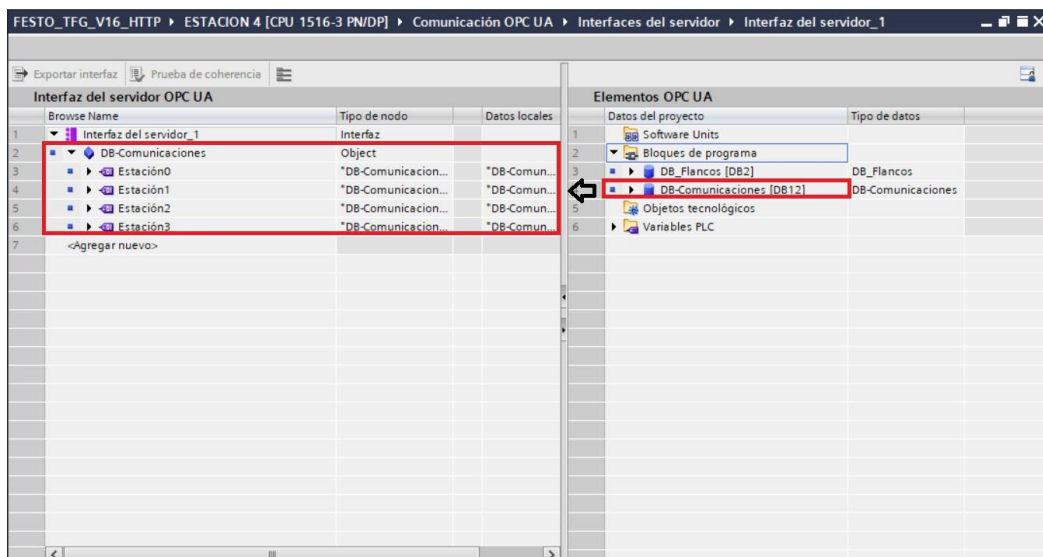 FESTO_TFG_V16_HTTP ▸ ESTACION 4 [CPU 1516-3 PN/DP] ▸ Comunicación OPC UA ▸ Interfaces del servidor ▸ Interfaz del servidor_1
Exportar interfaz Prueba de coherencia
Interfaz del servidor OPC UA
Browse Name Tipo de nodo Datos locales
1 Interfaz del servidor_1 Interfaz
2 DB-Comunicaciones Object
3 Estación0 "DB-Comunicacion... "DB-Comun...
4 Estación1 "DB-Comunicacion... "DB-Comun...
5 Estación2 "DB-Comunicacion... "DB-Comun...
6 Estación3 "DB-Comunicacion... "DB-Comun...
7 <Agregar nuevo>
Elementos OPC UA
Datos del proyecto Tipo de datos
1 Software Units
2 Bloques de programa
3 DB_Flancos [DB2] DB_Flancos
DB-Comunicaciones [DB12] DB-Comunicaciones
5 Objetos tecnológicos
6 Variables PLC